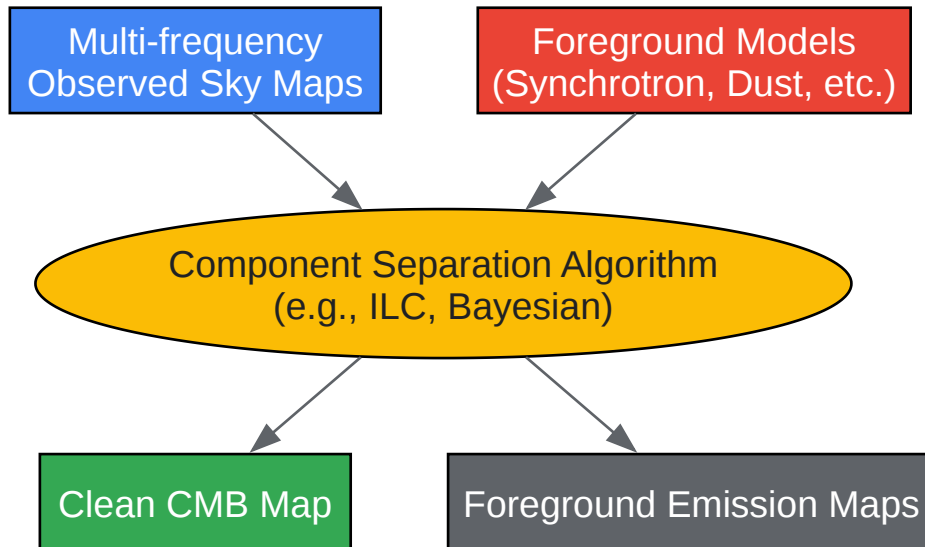 Multi-frequency
Observed Sky Maps
Foreground Models
(Synchrotron, Dust, etc.)
Component Separation Algorithm
(e.g., ILC, Bayesian)
Clean CMB Map
Foreground Emission Maps